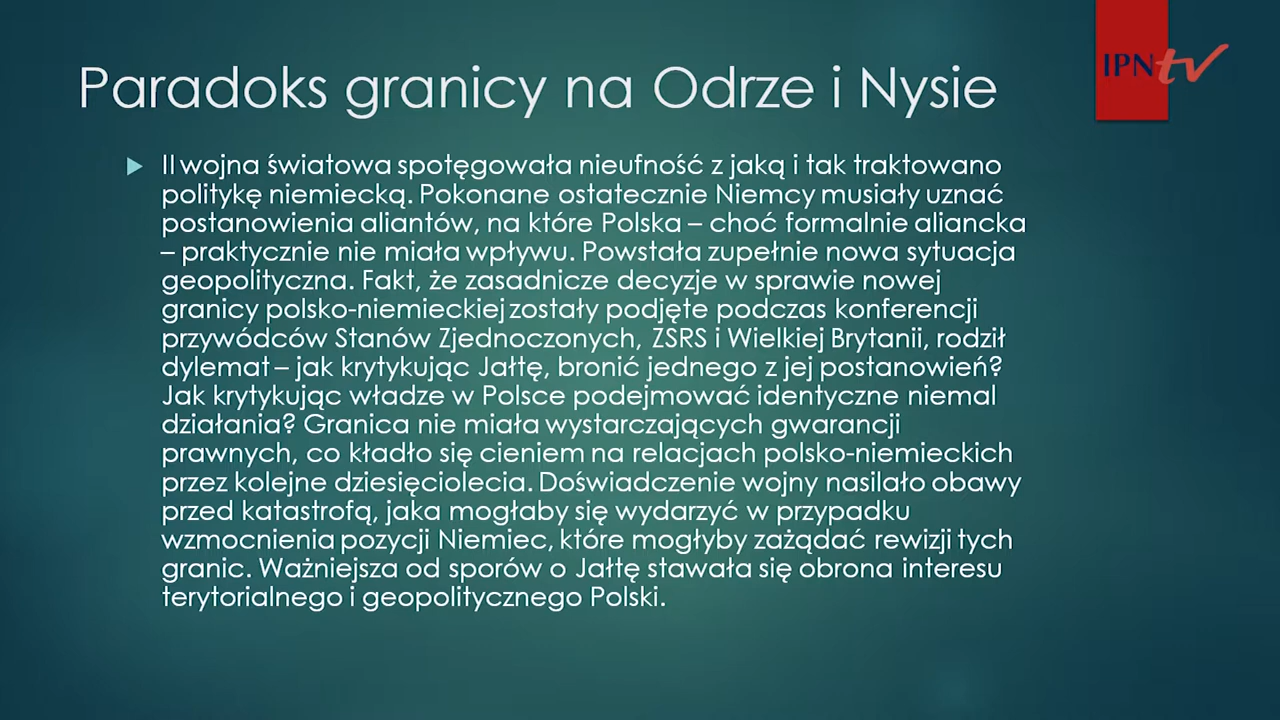 Paradoks granicy na Odrze i Nysie
IPNtv
II wojna światowa spotęgowała nieufność z jaką i tak traktowano
politykę niemiecką. Pokonane ostatecznie Niemcy musiały uznać
postanowienia aliantów, na które Polska – choć formalnie aliancka
– praktycznie nie miała wpływu. Powstała zupełnie nowa sytuacja
geopolityczna. Fakt, że zasadnicze decyzje w sprawie nowej
granicy polsko-niemieckiej zostały podjęte podczas konferencji
przywódców Stanów Zjednoczonych, ZSRS i Wielkiej Brytanii, rodził
dylemat – jak krytykując Jałtę, bronić jednego z jej postanowień?
Jak krytykując władze w Polsce podejmować identyczne niemal
działania? Granica nie miała wystarczających gwarancji
prawnych, co kładło się cieniem na relacjach polsko-niemieckich
przez kolejne dziesięciolecia. Doświadczenie wojny nasilało obawy
przed katastrofą, jaka mogłaby się wydarzyć w przypadku
wzmocnienia pozycji Niemiec, które mogłyby zażądać rewizji tych
granic. Ważniejsza od sporów o Jałtę stawała się obrona interesu
terytorialnego i geopolitycznego Polski.